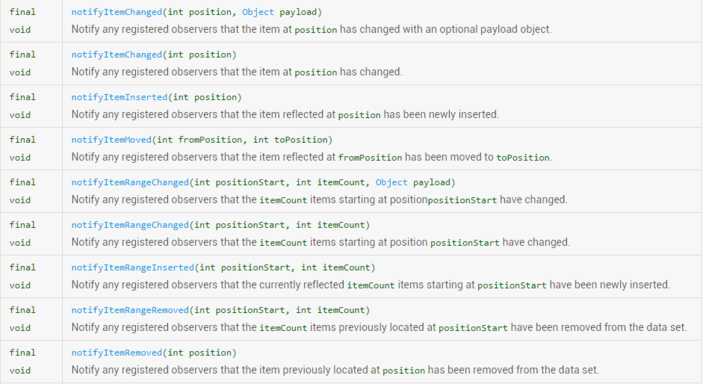 final notifyItemChanged(int position, Object payload)
void Notify any registered observers that the item at position has changed with an optional payload object.
final notifyItemChanged(int position)
void Notify any registered observers that the item at position has changed.
final notifyItemInserted(int position)
void Notify any registered observers that the item reflected at position has been newly inserted.
final notifyItemMoved(int fromPosition, int toPosition)
void Notify any registered observers that the item reflected at fromPosition has been moved to toPosition.
final notifyItemRangeChanged(int positionStart, int itemCount, Object payload)
void Notify any registered observers that the itemCount items starting at positionpositionStart have changed.
final notifyItemRangeChanged(int positionStart, int itemCount)
void Notify any registered observers that the itemCount items starting at position positionStart have changed.
final notifyItemRangeInserted(int positionStart, int itemCount)
void Notify any registered observers that the currently reflected itemCount items starting at positionStart have been newly inserted.
final notifyItemRangeRemoved(int positionStart, int itemCount)
void Notify any registered observers that the itemCount items previously located at positionStart have been removed from the data set.
final notifyItemRemoved(int position)
void Notify any registered observers that the item previously located at position has been removed from the data set.